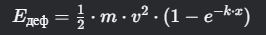 Eдеф = 1/2 · m · v² · (1 − e^(−k·x))